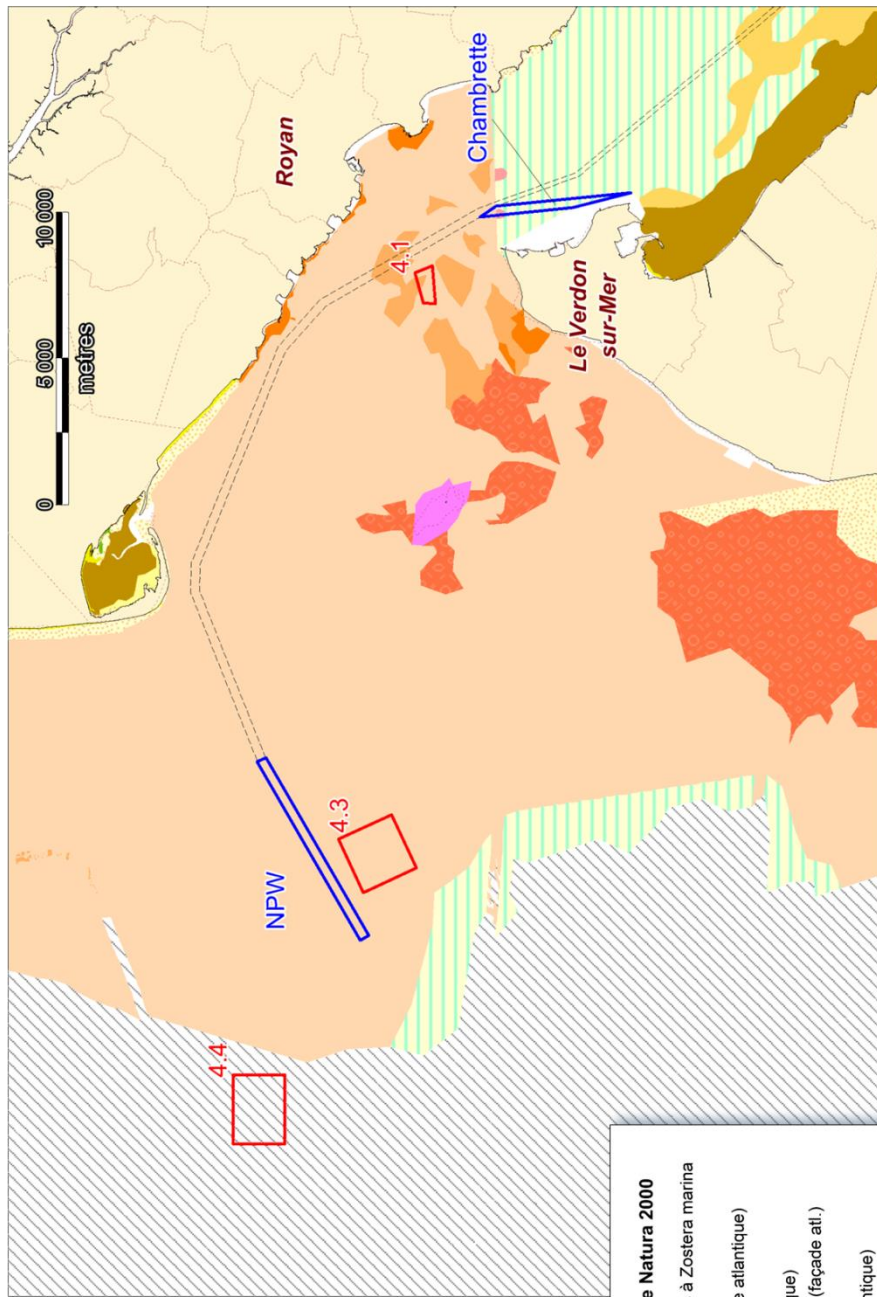 Royan
0 5 000 10 000
metres
Chambrette
4.1
Le Verdon
sur-Mer
NPW
4.3
4.4
e Natura 2000
à Zostera marina
e atlantique)
que)
(façade atl.)
ntique)